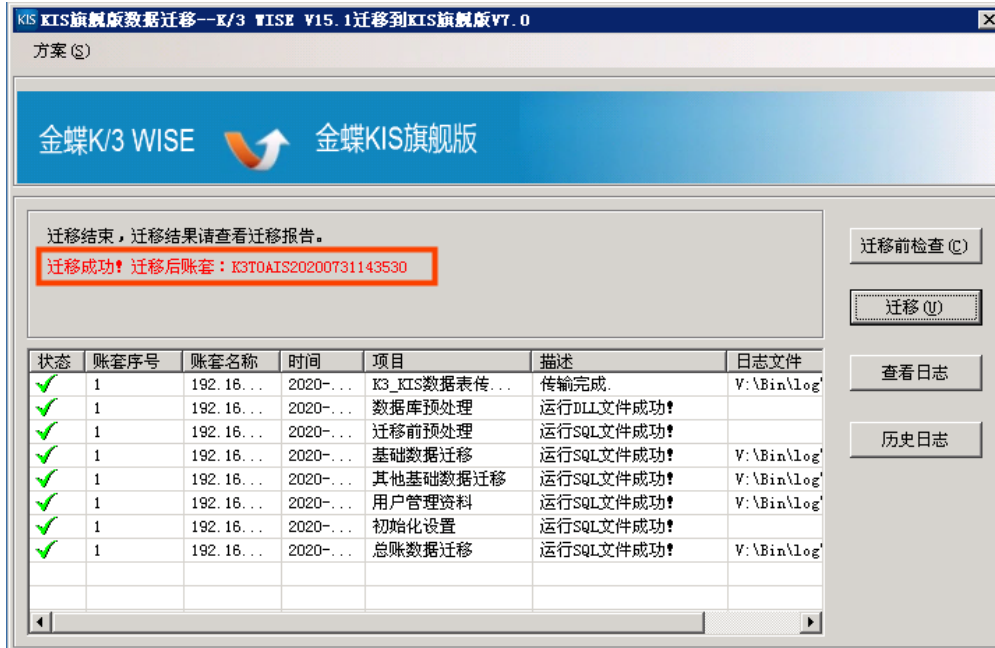 KIS KIS旗舰版数据迁移--K/3 WISE V15.1迁移到KIS旗舰版V7.0
方案(S)
金蝶K/3 WISE 金蝶KIS旗舰版
迁移结束，迁移结果请查看迁移报告。
迁移成功！迁移后账套：K3TOAIS20200731143530
迁移前检查(C)
迁移(U)
查看日志
历史日志
状态 账套序号 账套名称 时间 项目 描述 日志文件
1 192.16... 2020-... K3_KIS数据表传... 传输完成. V:\Bin\log\
1 192.16... 2020-... 数据库预处理 运行DLL文件成功！
1 192.16... 2020-... 迁移前预处理 运行SQL文件成功！
1 192.16... 2020-... 基础数据迁移 运行SQL文件成功！ V:\Bin\log\
1 192.16... 2020-... 其他基础数据迁移 运行SQL文件成功！ V:\Bin\log\
1 192.16... 2020-... 用户管理资料 运行SQL文件成功！ V:\Bin\log\
1 192.16... 2020-... 初始化设置 运行SQL文件成功！
1 192.16... 2020-... 总账数据迁移 运行SQL文件成功！ V:\Bin\log\